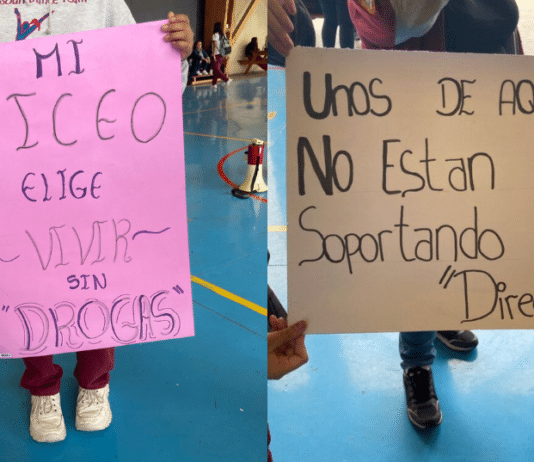 MI
ICEO
ELIGE
~VIVIR~
SIN
"DROGAS"
Unos DE AQ
No Estan
Soportando
"Dire